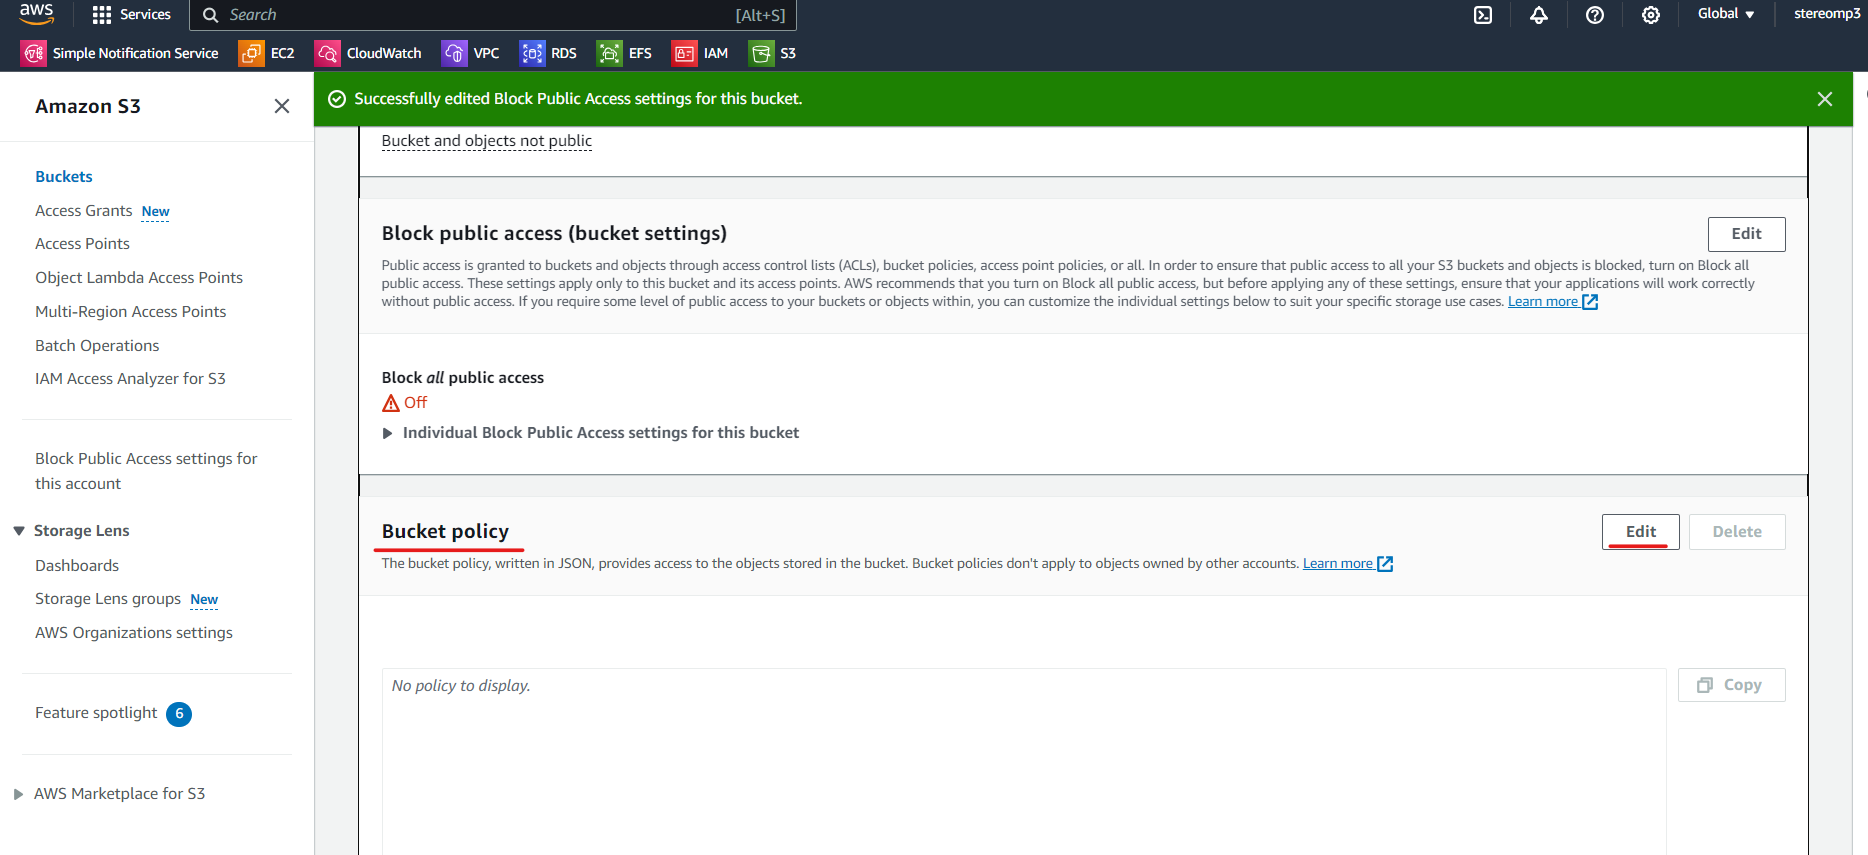 aws
Services
Search
[Alt+S]
Global
stereomp3
Simple Notification Service
EC2
CloudWatch
VPC
RDS
EFS
IAM
S3
Amazon S3
Successfully edited Block Public Access settings for this bucket.
Buckets
Access Grants New
Access Points
Object Lambda Access Points
Multi-Region Access Points
Batch Operations
IAM Access Analyzer for S3
Block Public Access settings for
this account
Storage Lens
Dashboards
Storage Lens groups New
AWS Organizations settings
Feature spotlight 6
AWS Marketplace for S3
Bucket and objects not public
Block public access (bucket settings)
Edit
Public access is granted to buckets and objects through access control lists (ACLs), bucket policies, access point policies, or all. In order to ensure that public access to all your S3 buckets and objects is blocked, turn on Block all
public access. These settings apply only to this bucket and its access points. AWS recommends that you turn on Block all public access, but before applying any of these settings, ensure that your applications will work correctly
without public access. If you require some level of public access to your buckets or objects within, you can customize the individual settings below to suit your specific storage use cases. Learn more
Block all public access
Off
Individual Block Public Access settings for this bucket
Bucket policy
Edit
Delete
The bucket policy, written in JSON, provides access to the objects stored in the bucket. Bucket policies don't apply to objects owned by other accounts. Learn more
No policy to display.
Copy